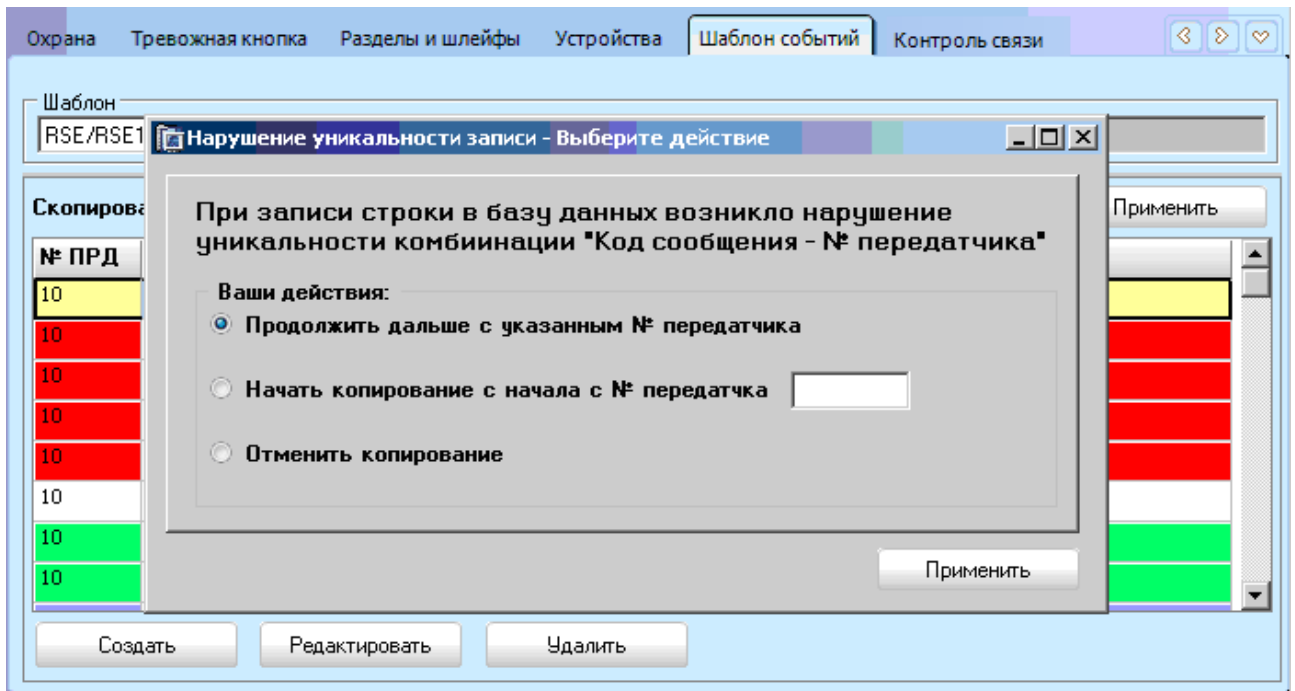 Охрана Тревожная кнопка Разделы и шлейфы Устройства Шаблон событий Контроль связи
Шаблон
RSE/RSE1
Нарушение уникальности записи - Выберите действие
Скопирова
Применить
При записи строки в базу данных возникло нарушение
уникальности комбиинации "Код сообщения - № передатчика"
№ ПРД
Ваши действия:
10
Продолжить дальше с указанным № передатчика
10
10
Начать копирование с начала с № передатчка
10
10
Отменить копирование
10
10
10
Применить
Создать Редактировать Удалить